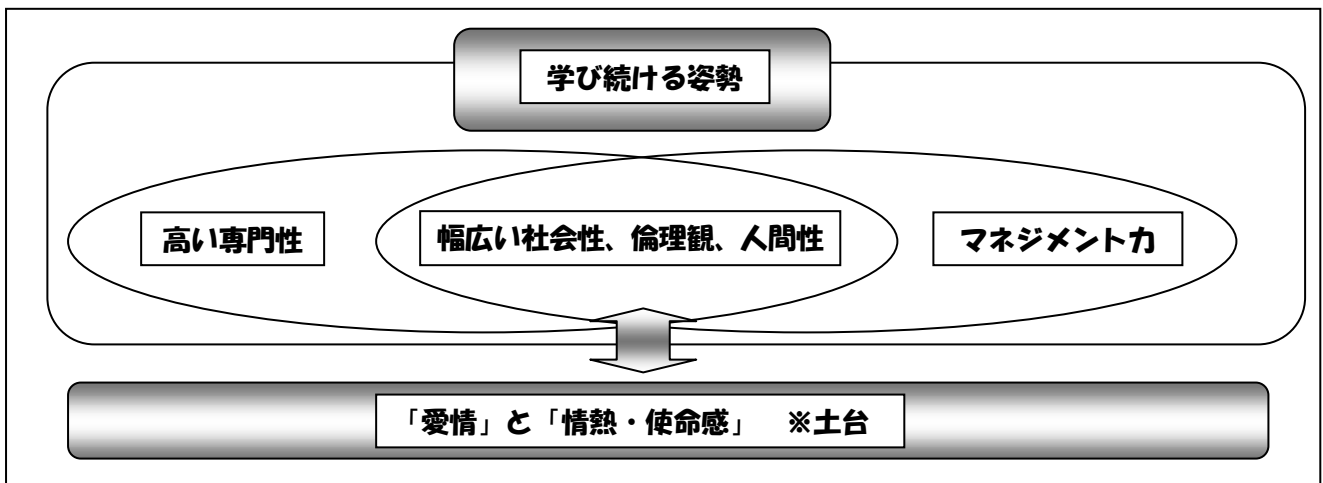 学び続ける姿勢
高い専門性
幅広い社会性、倫理観、人間性
マネジメント力
「愛情」と「情熱・使命感」　※土台